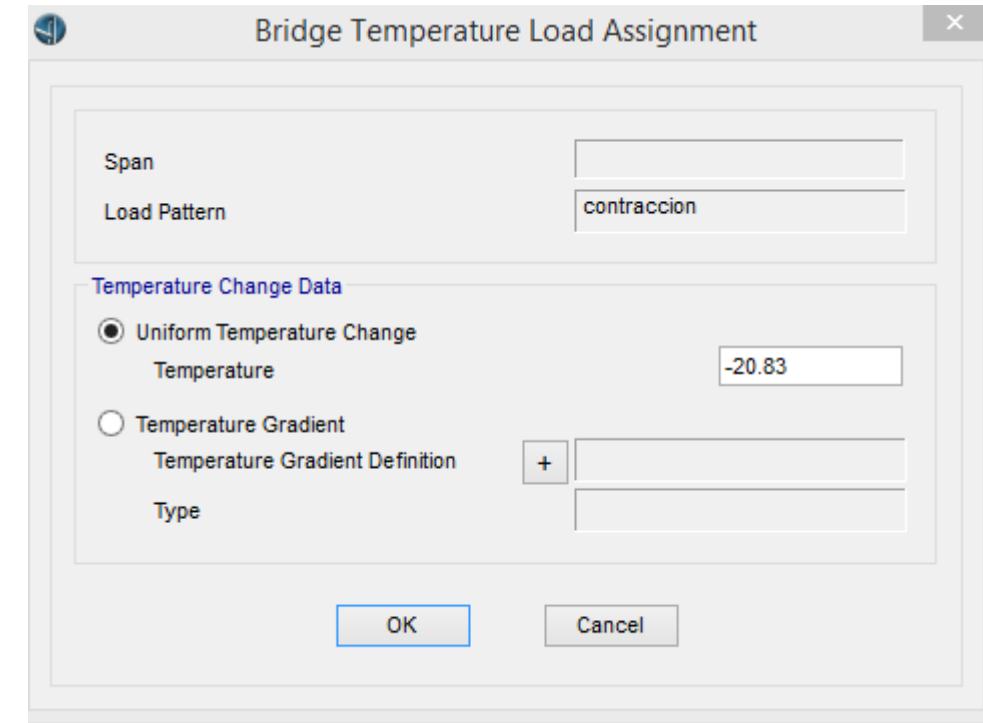 Bridge Temperature Load Assignment
Span
Load Pattern contraccion
Temperature Change Data
Uniform Temperature Change
Temperature -20.83
Temperature Gradient
Temperature Gradient Definition +
Type
OK Cancel